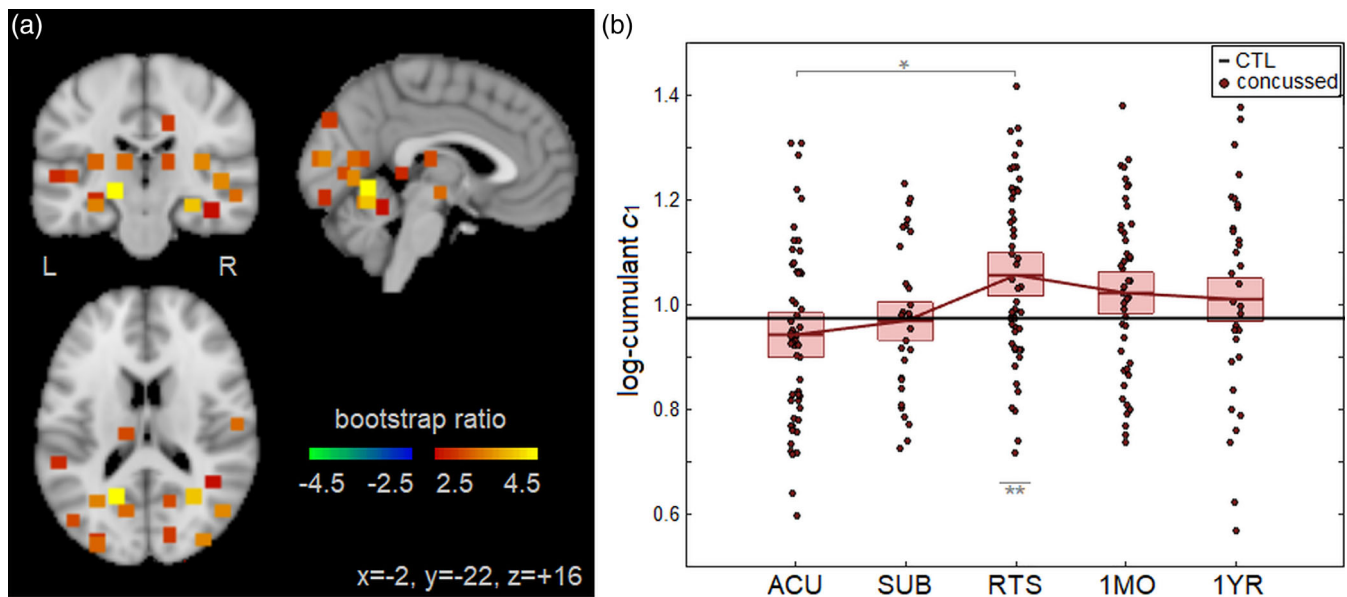 (a)
L R
bootstrap ratio
-4.5 -2.5 2.5 4.5
x=-2, y=-22, z=+16
(b)
CTL
concussed
*
log-cumulant c1
1.4
1.2
1.0
0.8
0.6
**
ACU SUB RTS 1MO 1YR